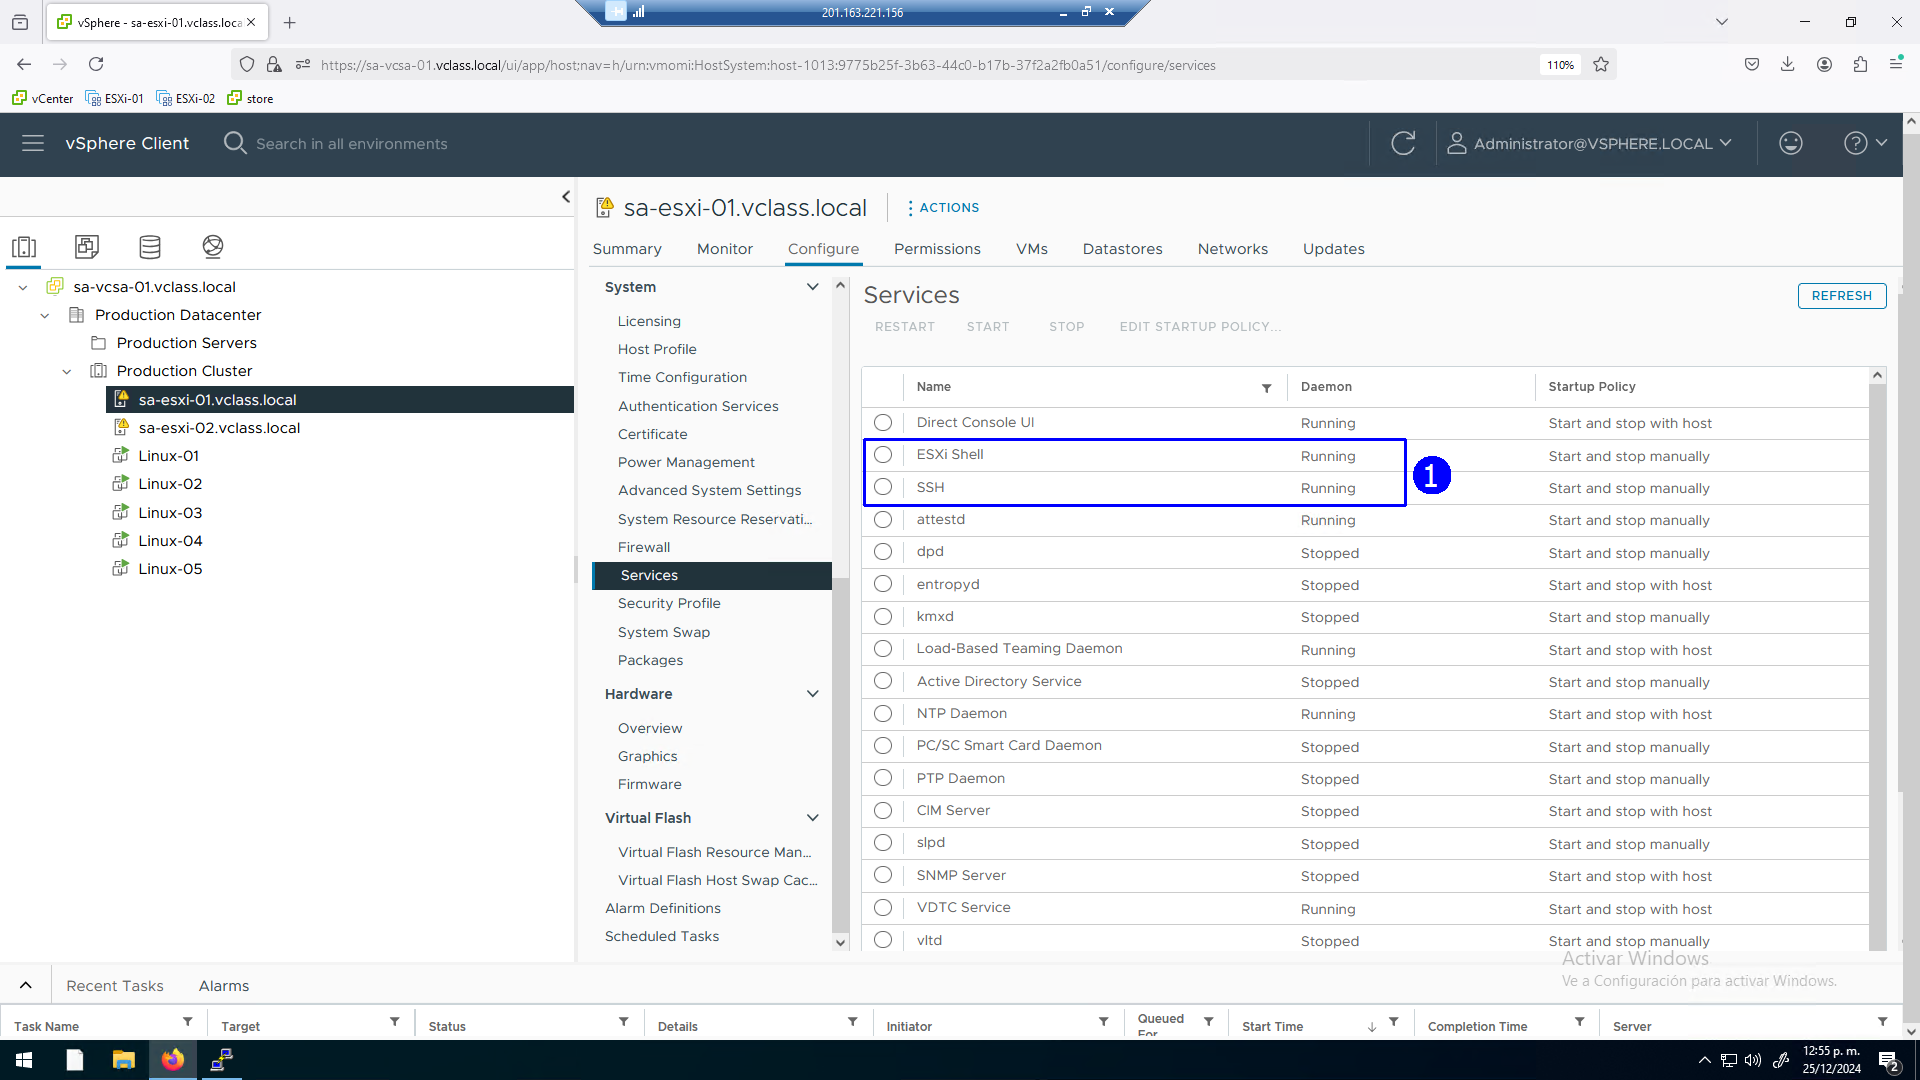 vSphere - sa-esxi-01.vclass.loca
201.163.221.156
https://sa-vcsa-01.vclass.local/ui/app/host;nav=h/urn:vmomi:HostSystem:host-1013:9775b25f-3b63-44c0-b17b-37f2a2fb0a51/configure/services
110%
vCenter ESXi-01 ESXi-02 store
vSphere Client
Search in all environments
Administrator@VSPHERE.LOCAL
sa-esxi-01.vclass.local
ACTIONS
Summary Monitor Configure Permissions VMs Datastores Networks Updates
sa-vcsa-01.vclass.local
Production Datacenter
Production Servers
Production Cluster
sa-esxi-01.vclass.local
sa-esxi-02.vclass.local
Linux-01
Linux-02
Linux-03
Linux-04
Linux-05
System
Licensing
Host Profile
Time Configuration
Authentication Services
Certificate
Power Management
Advanced System Settings
System Resource Reservati...
Firewall
Services
Security Profile
System Swap
Packages
Hardware
Overview
Graphics
Firmware
Virtual Flash
Virtual Flash Resource Man...
Virtual Flash Host Swap Cac...
Alarm Definitions
Scheduled Tasks
Services
REFRESH
RESTART START STOP EDIT STARTUP POLICY...
Name Daemon Startup Policy
Direct Console UI Running Start and stop with host
ESXi Shell Running Start and stop manually
SSH Running Start and stop manually
1
attestd Running Start and stop manually
dpd Stopped Start and stop manually
entropyd Stopped Start and stop with host
kmxd Stopped Start and stop manually
Load-Based Teaming Daemon Running Start and stop with host
Active Directory Service Stopped Start and stop manually
NTP Daemon Running Start and stop with host
PC/SC Smart Card Daemon Stopped Start and stop manually
PTP Daemon Stopped Start and stop manually
CIM Server Stopped Start and stop with host
slpd Stopped Start and stop manually
SNMP Server Stopped Start and stop with host
VDTC Service Running Start and stop with host
vltd Stopped Start and stop manually
Activar Windows
Ve a Configuración para activar Windows.
Recent Tasks Alarms
Task Name Target Status Details Initiator Queued For Start Time Completion Time Server
12:55 p. m.
25/12/2024
2